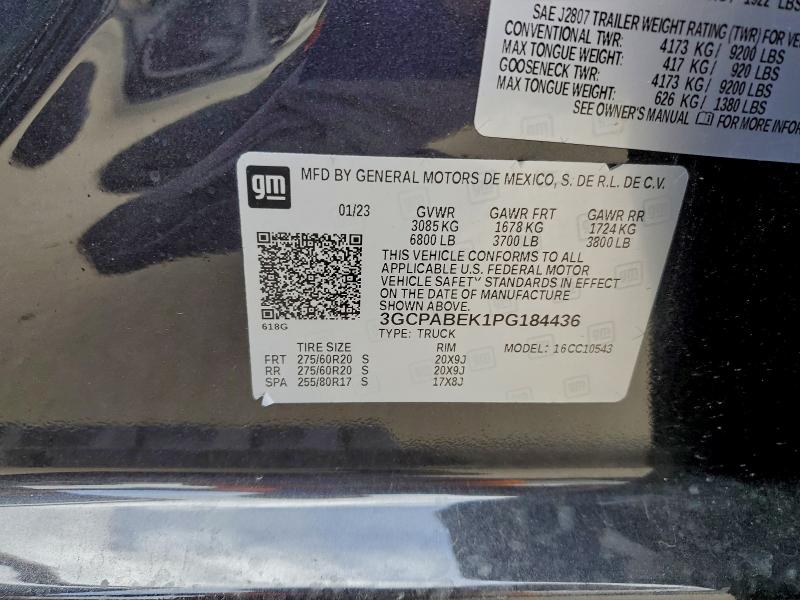 1922 LBS
SAE J2807 TRAILER WEIGHT RATING (TWR) FOR VE
CONVENTIONAL TWR: 4173 KG / 9200 LBS
MAX TONGUE WEIGHT: 417 KG / 920 LBS
GOOSENECK TWR: 4173 KG / 9200 LBS
MAX TONGUE WEIGHT: 626 KG / 1380 LBS
SEE OWNER'S MANUAL FOR MORE INFOR
gm MFD BY GENERAL MOTORS DE MEXICO, S. DE R.L. DE C.V.
01/23 GVWR GAWR FRT GAWR RR
3085 KG 1678 KG 1724 KG
6800 LB 3700 LB 3800 LB
THIS VEHICLE CONFORMS TO ALL
APPLICABLE U.S. FEDERAL MOTOR
VEHICLE SAFETY STANDARDS IN EFFECT
ON THE DATE OF MANUFACTURE
SHOWN ABOVE.
3GCPABEK1PG184436
618G
TYPE: TRUCK MODEL: 16CC10543
TIRE SIZE RIM
FRT 275/60R20 S 20X9J
RR 275/60R20 S 20X9J
SPA 255/80R17 S 17X8J